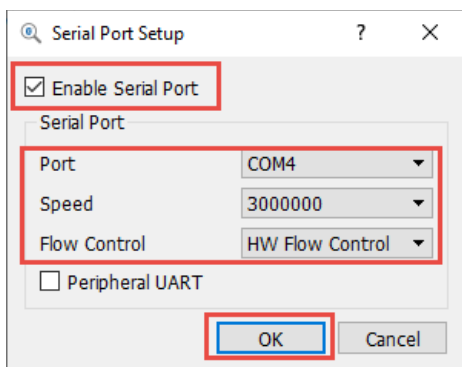 Serial Port Setup ?
Enable Serial Port
Serial Port
Port COM4
Speed 3000000
Flow Control HW Flow Control
Peripheral UART
OK Cancel